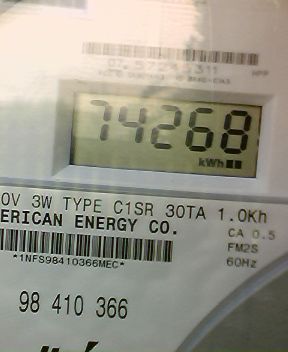 74268
kWh
0V 3W TYPE C1SR 30TA 1.0Kh
ERICAN ENERGY CO.
CA 0.5
FM2S
*1NFS98410366MEC*
60Hz
98 410 366